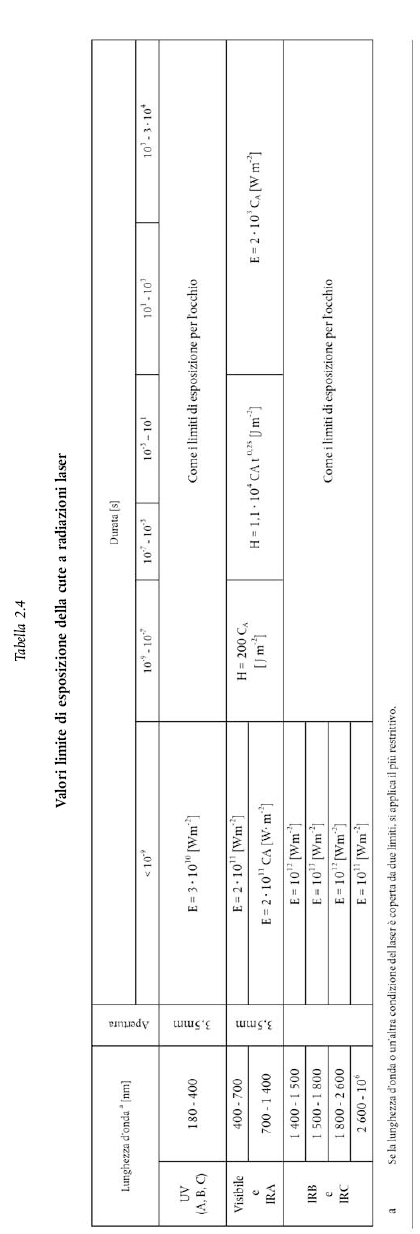 Tabella 2.4
Valori limite di esposizione della cute a radiazioni laser
Lunghezza d'onda ª [nm]
Apertura
Durata [s]
< 10⁻⁹
10⁻⁹ - 10⁻⁷
10⁻⁷ - 10⁻³
10⁻³ – 10¹
10¹ - 10³
10³ - 3 · 10⁴
UV
(A, B, C)
180 - 400
3,5mm
E = 3 · 10¹⁰ [Wm⁻²]
Come i limiti di esposizione per l'occhio
Visibile
e
IRA
400 - 700
3,5mm
E = 2 · 10¹¹ [Wm⁻²]
H = 200 Cᴀ
[J m⁻²]
H = 1,1 · 10⁴ CA t⁰·²⁵ [J m⁻²]
E = 2 · 10³ Cᴀ [W m⁻²]
700 - 1 400
E = 2 · 10¹¹ CA [W· m⁻²]
IRB
e
IRC
1 400 - 1 500
E = 10¹² [Wm⁻²]
Come i limiti di esposizione per l'occhio
1 500 - 1 800
E = 10¹³ [Wm⁻²]
1 800 - 2 600
E = 10¹² [Wm⁻²]
2 600 - 10⁶
E = 10¹¹ [Wm⁻²]
a Se la lunghezza d'onda o un'altra condizione del laser è coperta da due limiti, si applica il più restrittivo.